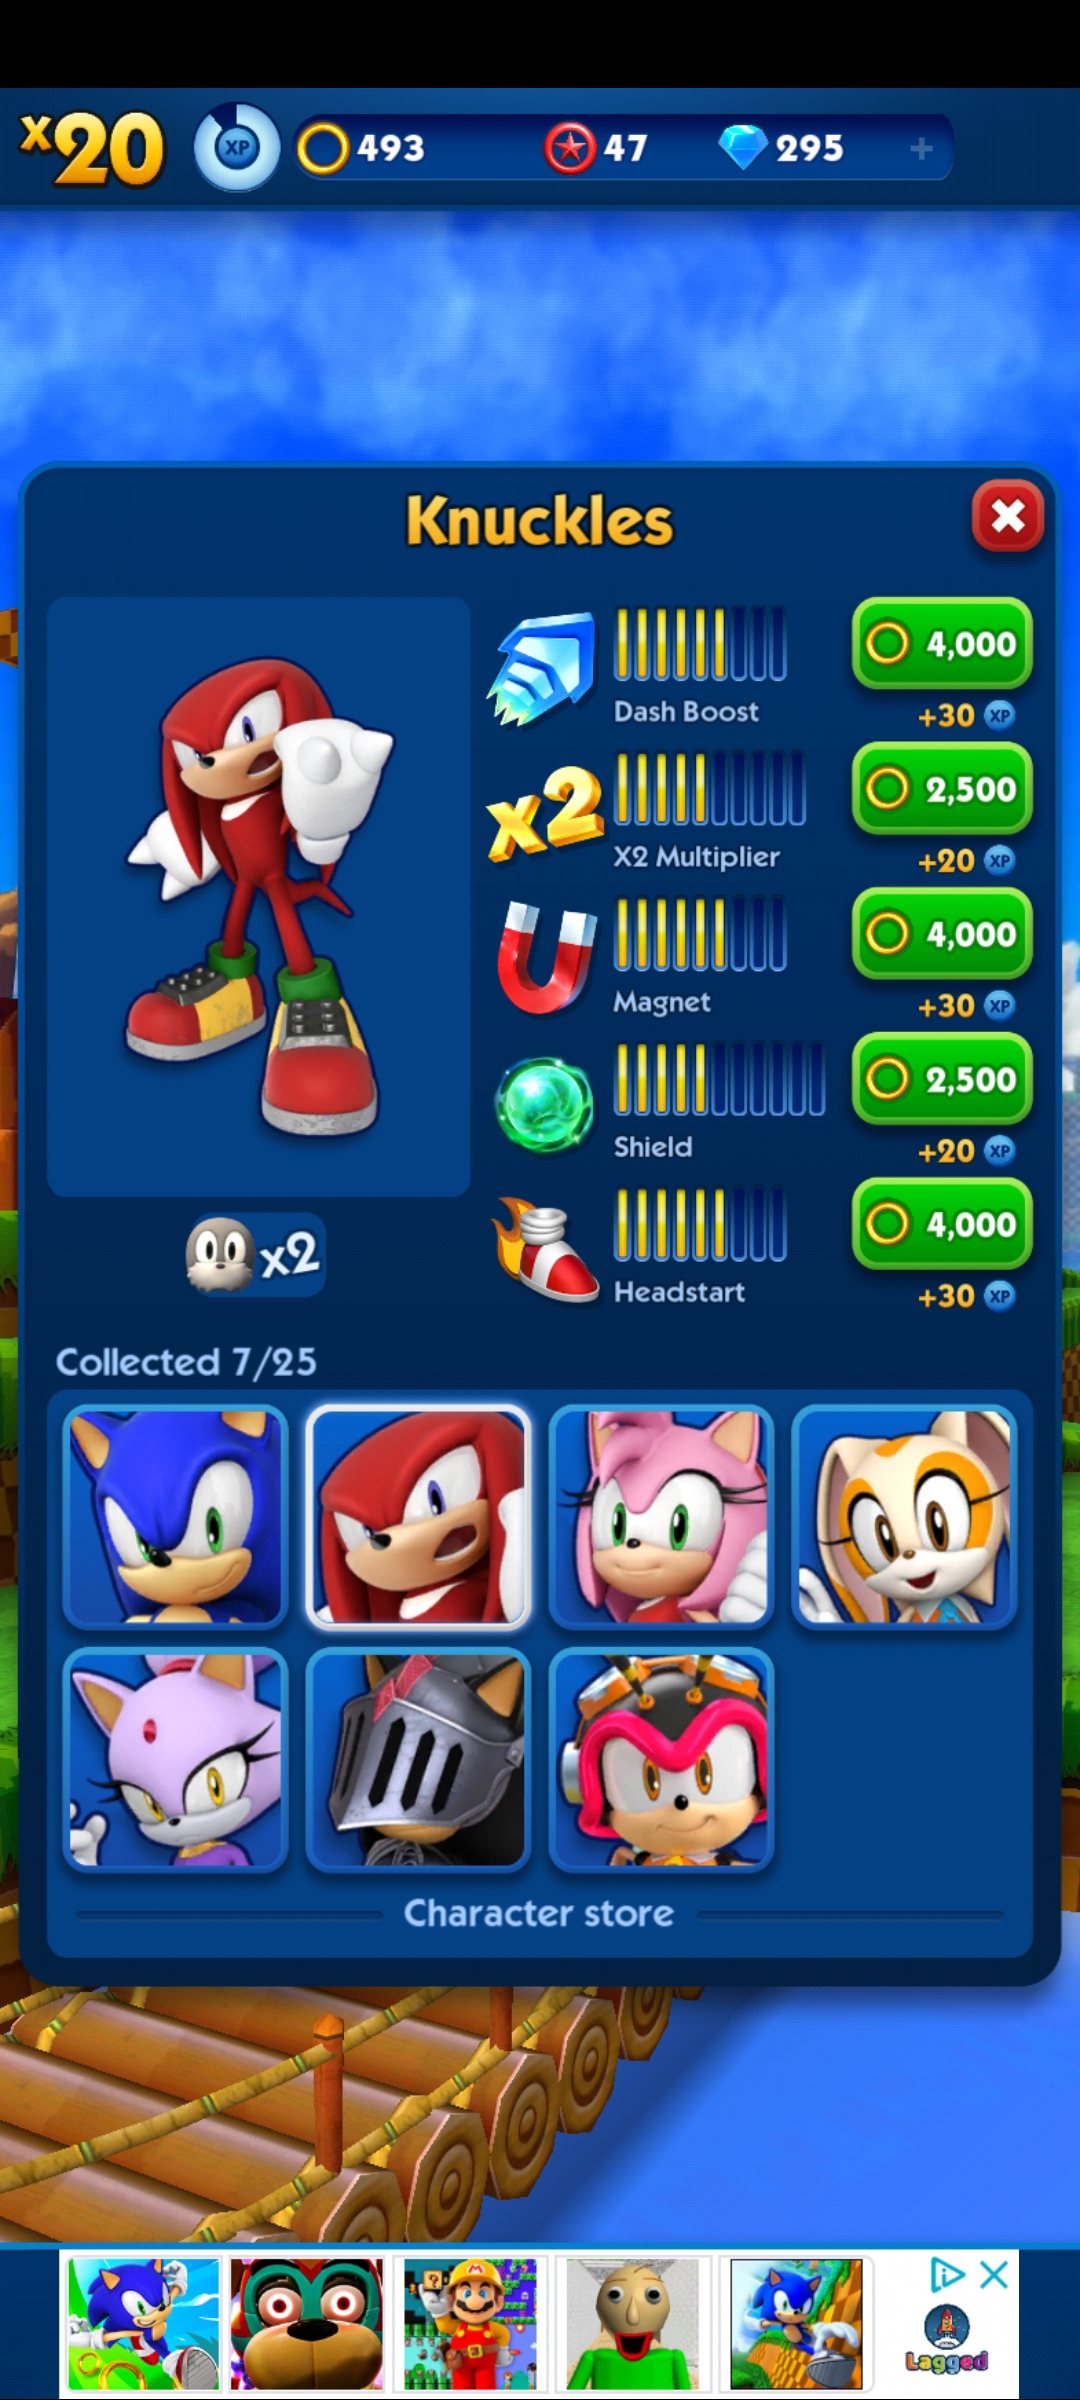 x20 XP 493 47 295 +
Knuckles
4,000
Dash Boost
+30 XP
x2
2,500
X2 Multiplier
+20 XP
4,000
Magnet
+30 XP
2,500
Shield
+20 XP
x2
4,000
Headstart
+30 XP
Collected 7/25
Character store
Lagged